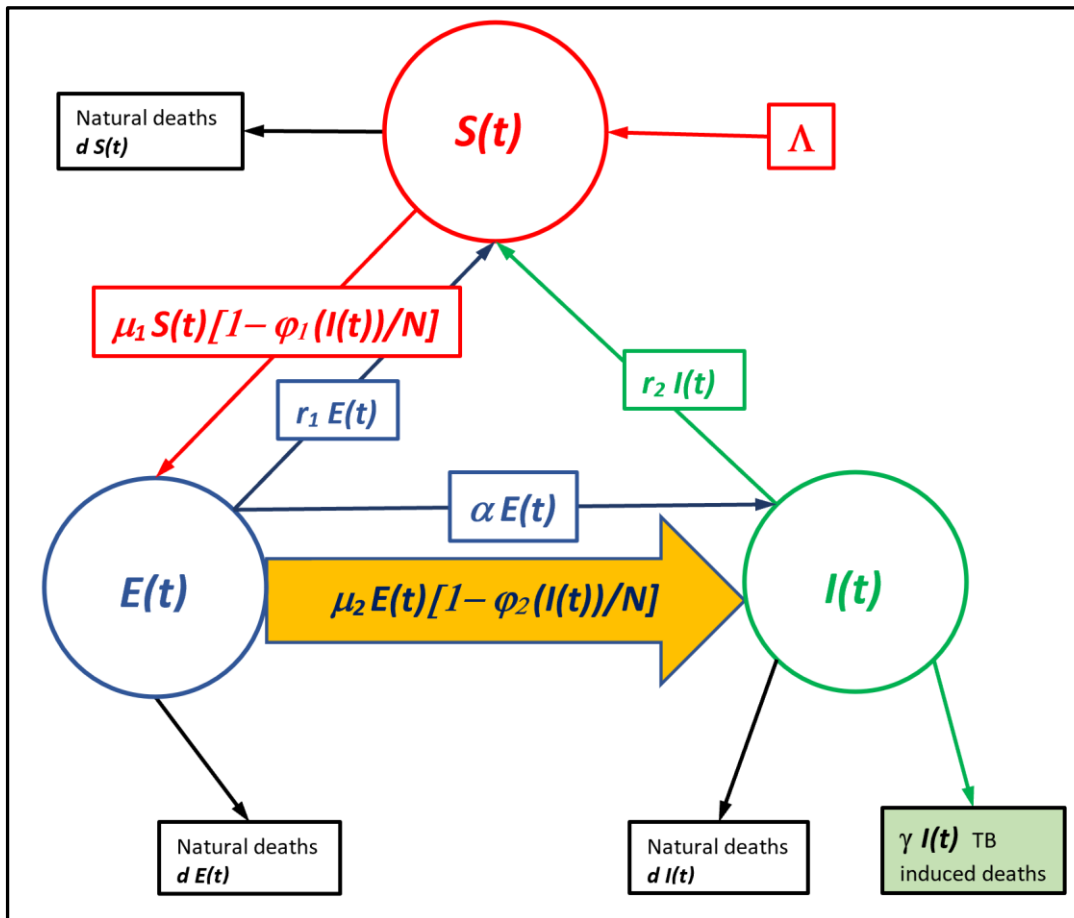 Natural deaths
d S(t)
S(t)
Λ
μ₁ S(t)[1– φ₁(I(t))/N]
r₁ E(t)
r₂ I(t)
α E(t)
E(t)
μ₂ E(t)[1– φ₂(I(t))/N]
I(t)
Natural deaths
d E(t)
Natural deaths
d I(t)
γ I(t) TB
induced deaths